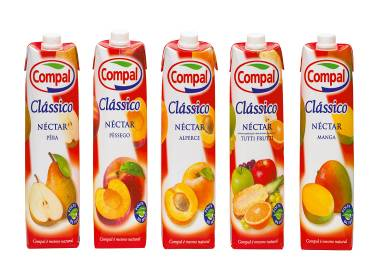 Compal
Clássico
NÉCTAR
PÊRA
Compal é mesmo natural
Compal
Clássico
NÉCTAR
PÊSSEGO
Compal é mesmo natural
Compal
Clássico
NÉCTAR
ALPERCE
Compal é mesmo natural
Compal
Clássico
NÉCTAR
TUTTI FRUTTI
Compal é mesmo natural
Compal
Clássico
NÉCTAR
MANGA
Compal é mesmo natural